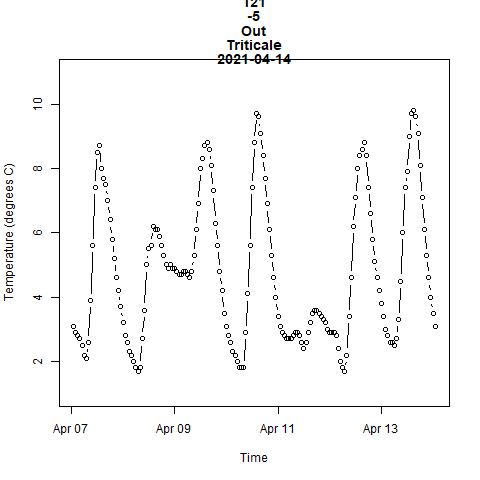 121
-5
Out
Triticale
2021-04-14
10
8
6
4
2
Temperature (degrees C)
Apr 07
Apr 09
Apr 11
Apr 13
Time